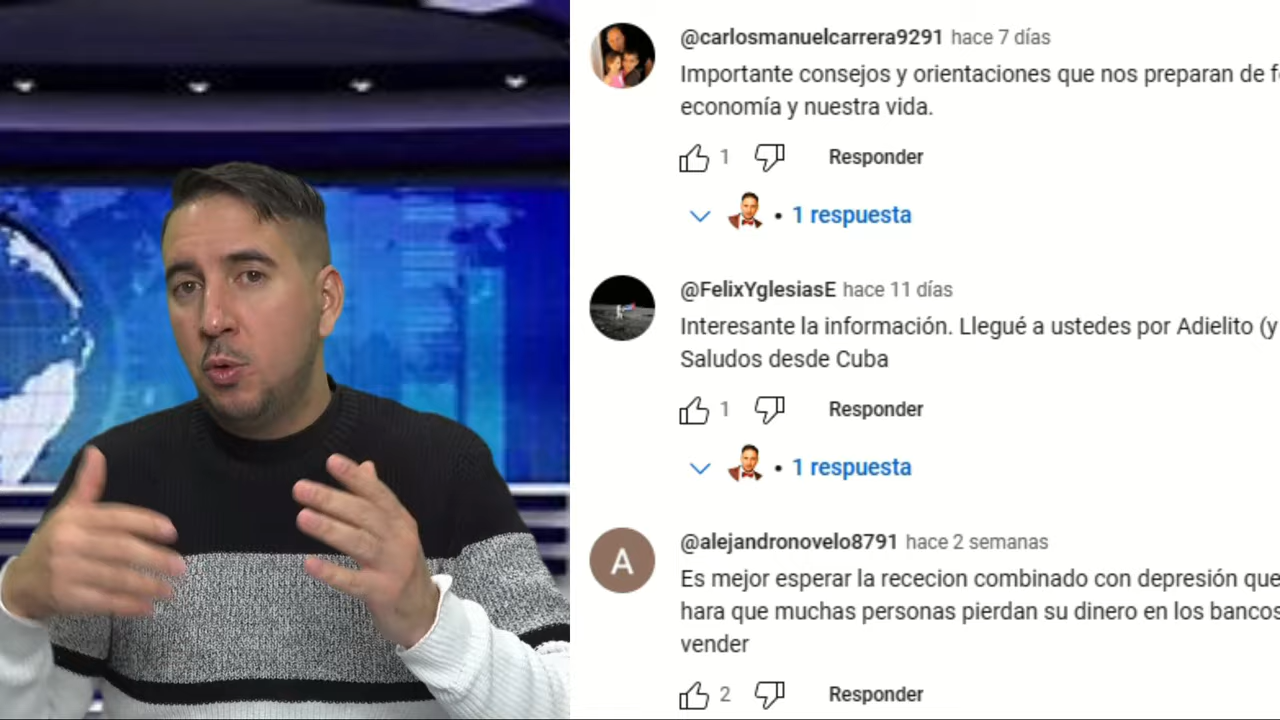 @carlosmanuelcarrera9291 hace 7 días
Importante consejos y orientaciones que nos preparan de
economía y nuestra vida.
1 Responder
• 1 respuesta
@FelixYglesiasE hace 11 días
Interesante la información. Llegué a ustedes por Adielito (y
Saludos desde Cuba
1 Responder
• 1 respuesta
A
@alejandronovelo8791 hace 2 semanas
Es mejor esperar la rececion combinado con depresión que
hara que muchas personas pierdan su dinero en los bancos
vender
2 Responder